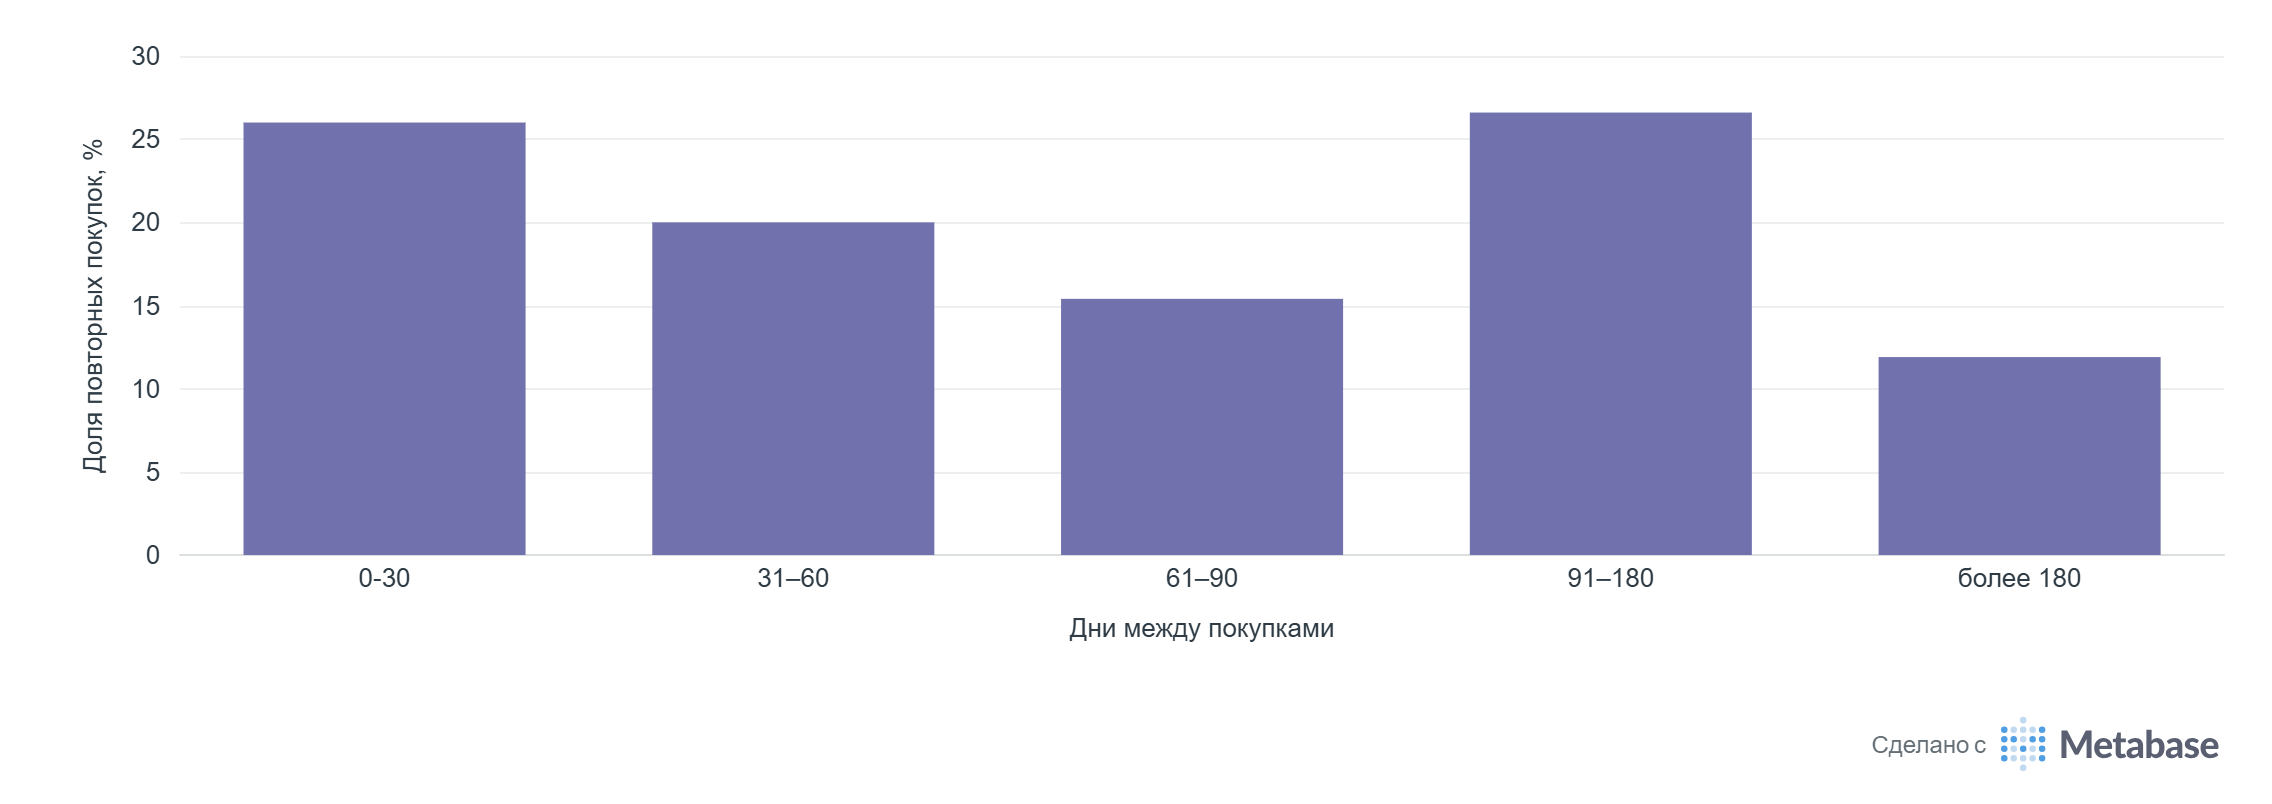 30
25
20
15
10
5
0
Доля повторных покупок, %
0-30
31–60
61–90
91–180
более 180
Дни между покупками
Сделано с Metabase